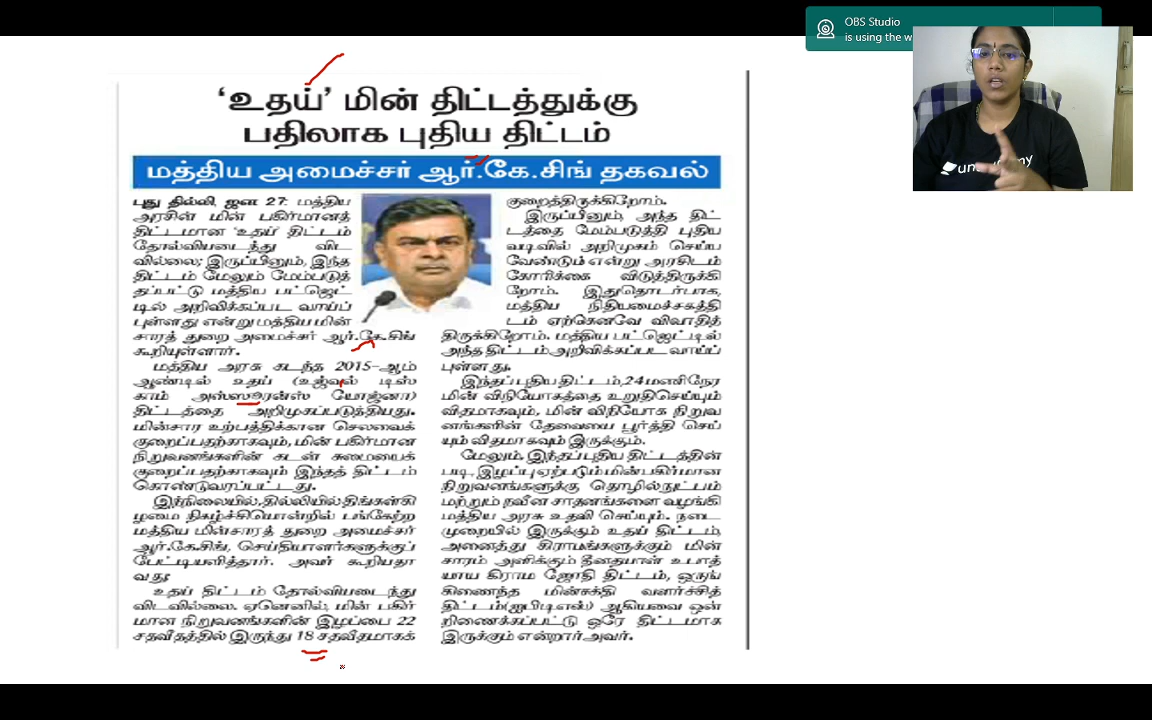 OBS Studio
is using the w
‘உதய்’ மின் திட்டத்துக்கு
பதிலாக புதிய திட்டம்
மத்திய அமைச்சர் ஆர்.கே.சிங் தகவல்
புது தில்லி, ஜன 27: மத்திய
அரசின் மின் பகிர்மானத்
திட்டமான 'உதய்' திட்டம்
தோல்வியடைந்து விட
வில்லை; இருப்பினும், இந்த
திட்டம் மேலும் மேம்படுத்
தப்பட்டு மத்திய பட்ஜெட்
டில் அறிவிக்கப்பட வாய்ப்
புள்ளது என்று மத்திய மின்
சாரத் துறை அமைச்சர் ஆர்.கே.சிங்
கூறியுள்ளார்.
மத்திய அரசு கடந்த 2015-ஆம்
ஆண்டில் உதய் (உஜ்வல் டிஸ்
காம் அஸ்ஸூரன்ஸ் யோஜ்னா)
திட்டத்தை அறிமுகப்படுத்தியது.
மின்சார உற்பத்திக்கான செலவைக்
குறைப்பதற்காகவும், மின் பகிர்மான
நிறுவனங்களின் கடன் சுமையைக்
குறைப்பதற்காகவும் இந்தத் திட்டம்
கொண்டுவரப்பட்டது.
இந்நிலையில், தில்லியில் திங்கள்கி
ழமை நிகழ்ச்சியொன்றில் பங்கேற்ற
மத்திய மின்சாரத் துறை அமைச்சர்
ஆர்.கே.சிங், செய்தியாளர்களுக்குப்
பேட்டியளித்தார். அவர் கூறியதா
வது:
உதய் திட்டம் தோல்வியடைந்து
விடவில்லை. ஏனெனில், மின் பகிர்
மான நிறுவனங்களின் இழப்பை 22
சதவீதத்தில் இருந்து 18 சதவீதமாகக்
குறைத்திருக்கிறோம்.
இருப்பினும், அந்த திட்
டத்தை மேம்படுத்தி புதிய
வடிவில் அறிமுகம் செய்ய
வேண்டும் என்று அரசிடம்
கோரிக்கை விடுத்திருக்கி
றோம். இதுதொடர்பாக,
மத்திய நிதியமைச்சகத்தி
டம் ஏற்கெனவே விவாதித்
திருக்கிறோம். மத்திய பட்ஜெட்டில்
அந்த திட்டம் அறிவிக்கப்பட வாய்ப்
புள்ளது.
இந்தப் புதிய திட்டம், 24 மணிநேர
மின் விநியோகத்தை உறுதிசெய்யும்
விதமாகவும், மின் விநியோக நிறுவ
னங்களின் தேவையை பூர்த்தி செய்
யும் விதமாகவும் இருக்கும்.
மேலும், இந்தப் புதிய திட்டத்தின்
படி, இழப்பு ஏற்படும் மின்பகிர்மான
நிறுவனங்களுக்கு தொழில்நுட்பம்
மற்றும் நவீன சாதனங்களை வழங்கி
மத்திய அரசு உதவி செய்யும். நடை
முறையில் இருக்கும் உதய் திட்டம்,
அனைத்து கிராமங்களுக்கும் மின்
சாரம் அளிக்கும் தீனதயாள் உபாத்
யாய கிராம ஜோதி திட்டம், ஒருங்
கிணைந்த மின்சக்தி வளர்ச்சித்
திட்டம்(ஐபிடிஎஸ்) ஆகியவை ஒன்
றிணைக்கப்பட்டு ஒரே திட்டமாக
இருக்கும் என்றார் அவர்.